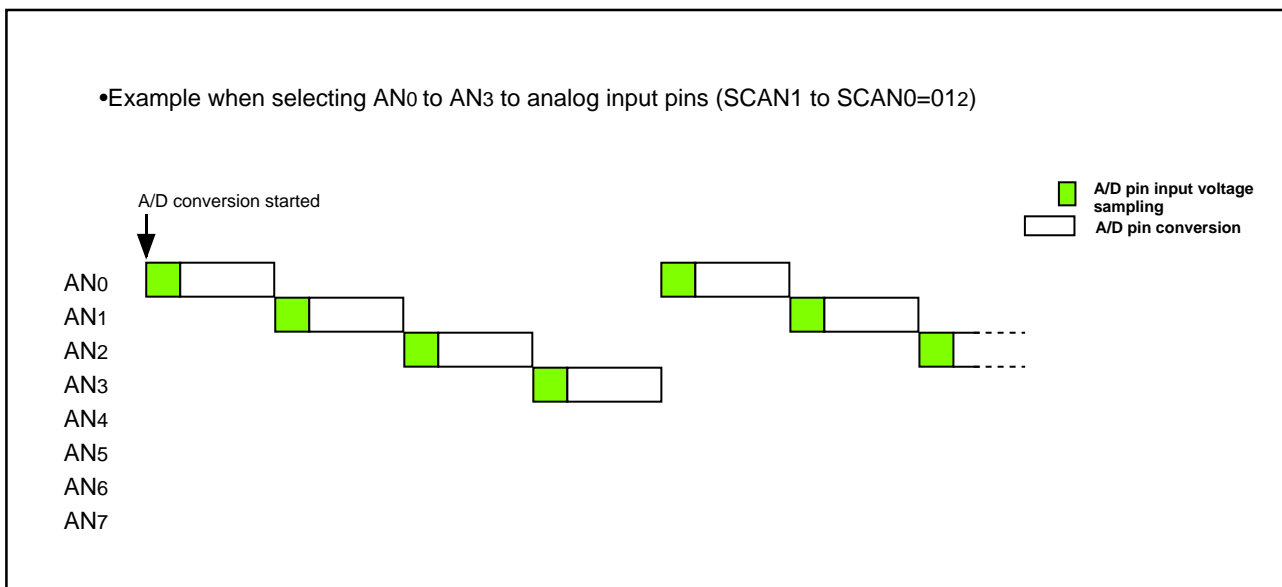 •Example when selecting AN0 to AN3 to analog input pins (SCAN1 to SCAN0=012)
A/D conversion started
A/D pin input voltage
sampling
A/D pin conversion
AN0
AN1
AN2
AN3
AN4
AN5
AN6
AN7